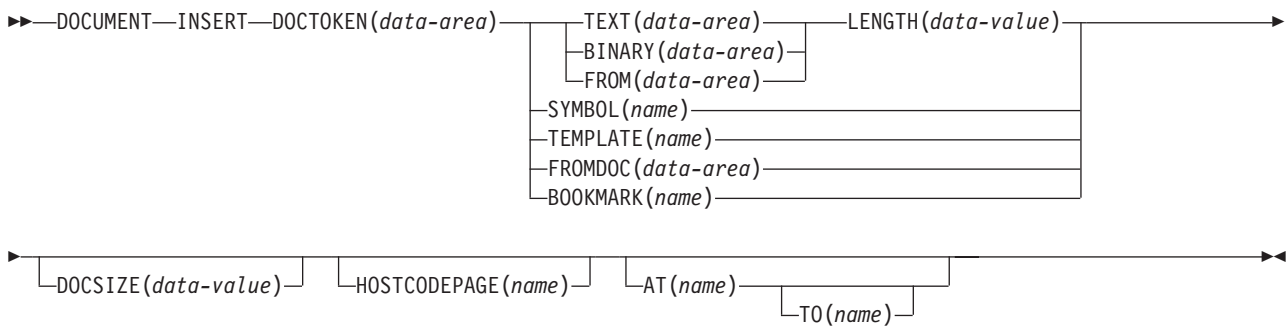 DOCUMENT INSERT DOCTOKEN(data-area) TEXT(data-area) LENGTH(data-value)
BINARY(data-area)
FROM(data-area)
SYMBOL(name)
TEMPLATE(name)
FROMDOC(data-area)
BOOKMARK(name)
DOCSIZE(data-value) HOSTCODEPAGE(name) AT(name)
TO(name)